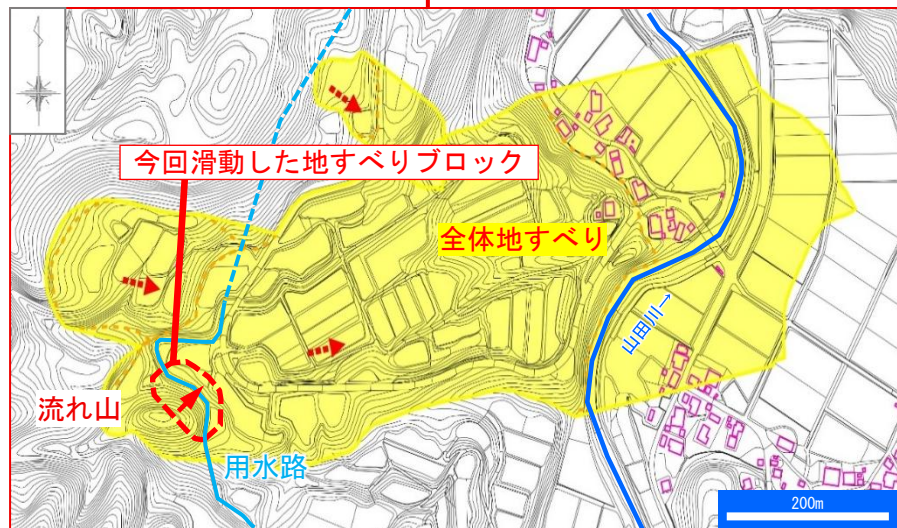 今回滑動した地すべりブロック
全体地すべり
山田川→
流れ山
用水路
200m